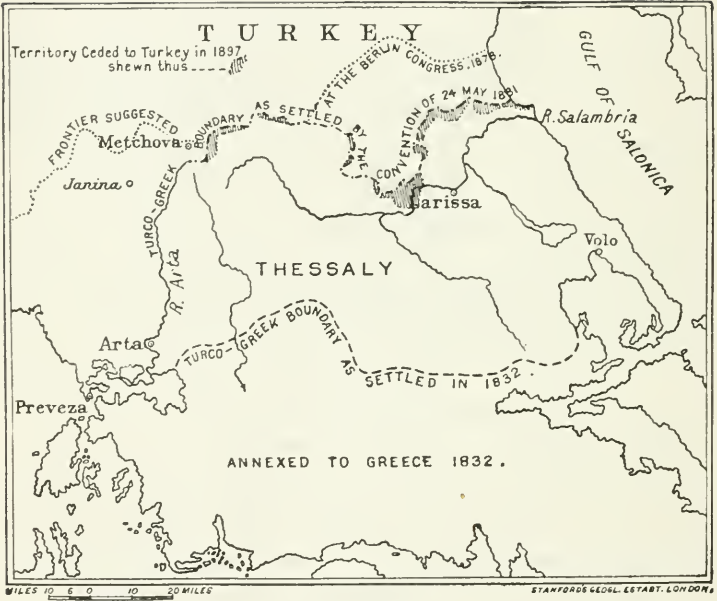 TURKEY
Territory Ceded to Turkey in 1897
shewn thus
FRONTIER SUGGESTED AT THE BERLIN CONGRESS. 1878.
TURCO-GREEK BOUNDARY AS SETTLED BY THE CONVENTION OF 24 MAY 1881
GULF OF SALONICA
R. Salambria
Metchova
Janina
Larissa
Volo
THESSALY
R. Arta
Arta
TURCO-GREEK BOUNDARY AS SETTLED IN 1832.
Preveza
ANNEXED TO GREECE 1832.
MILES 10 5 0 10 20 MILES
STANFORDS GEOGL. ESTABT. LONDON